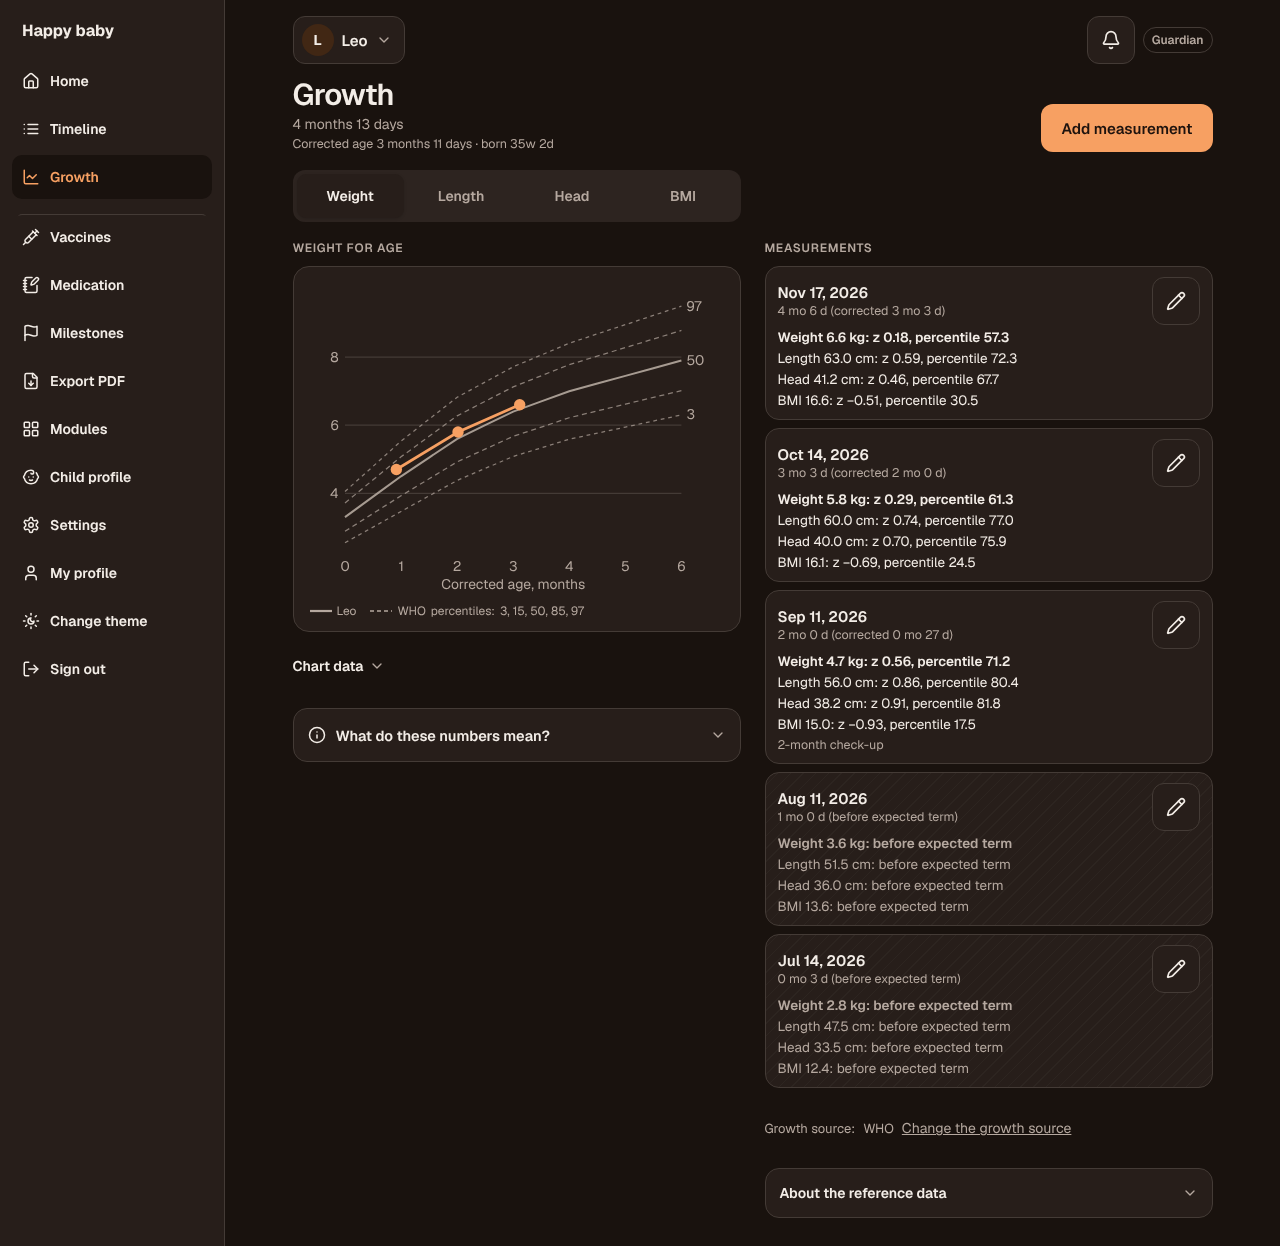 Happy baby
Home
Timeline
Growth
Vaccines
Medication
Milestones
Export PDF
Modules
Child profile
Settings
My profile
Change theme
Sign out
L Leo
Guardian
Growth
4 months 13 days
Corrected age 3 months 11 days · born 35w 2d
Add measurement
Weight Length Head BMI
WEIGHT FOR AGE
97
8
50
6
3
4
0 1 2 3 4 5 6
Corrected age, months
Leo WHO percentiles: 3, 15, 50, 85, 97
Chart data
What do these numbers mean?
MEASUREMENTS
Nov 17, 2026
4 mo 6 d (corrected 3 mo 3 d)
Weight 6.6 kg: z 0.18, percentile 57.3
Length 63.0 cm: z 0.59, percentile 72.3
Head 41.2 cm: z 0.46, percentile 67.7
BMI 16.6: z −0.51, percentile 30.5
Oct 14, 2026
3 mo 3 d (corrected 2 mo 0 d)
Weight 5.8 kg: z 0.29, percentile 61.3
Length 60.0 cm: z 0.74, percentile 77.0
Head 40.0 cm: z 0.70, percentile 75.9
BMI 16.1: z −0.69, percentile 24.5
Sep 11, 2026
2 mo 0 d (corrected 0 mo 27 d)
Weight 4.7 kg: z 0.56, percentile 71.2
Length 56.0 cm: z 0.86, percentile 80.4
Head 38.2 cm: z 0.91, percentile 81.8
BMI 15.0: z −0.93, percentile 17.5
2-month check-up
Aug 11, 2026
1 mo 0 d (before expected term)
Weight 3.6 kg: before expected term
Length 51.5 cm: before expected term
Head 36.0 cm: before expected term
BMI 13.6: before expected term
Jul 14, 2026
0 mo 3 d (before expected term)
Weight 2.8 kg: before expected term
Length 47.5 cm: before expected term
Head 33.5 cm: before expected term
BMI 12.4: before expected term
Growth source: WHO Change the growth source
About the reference data